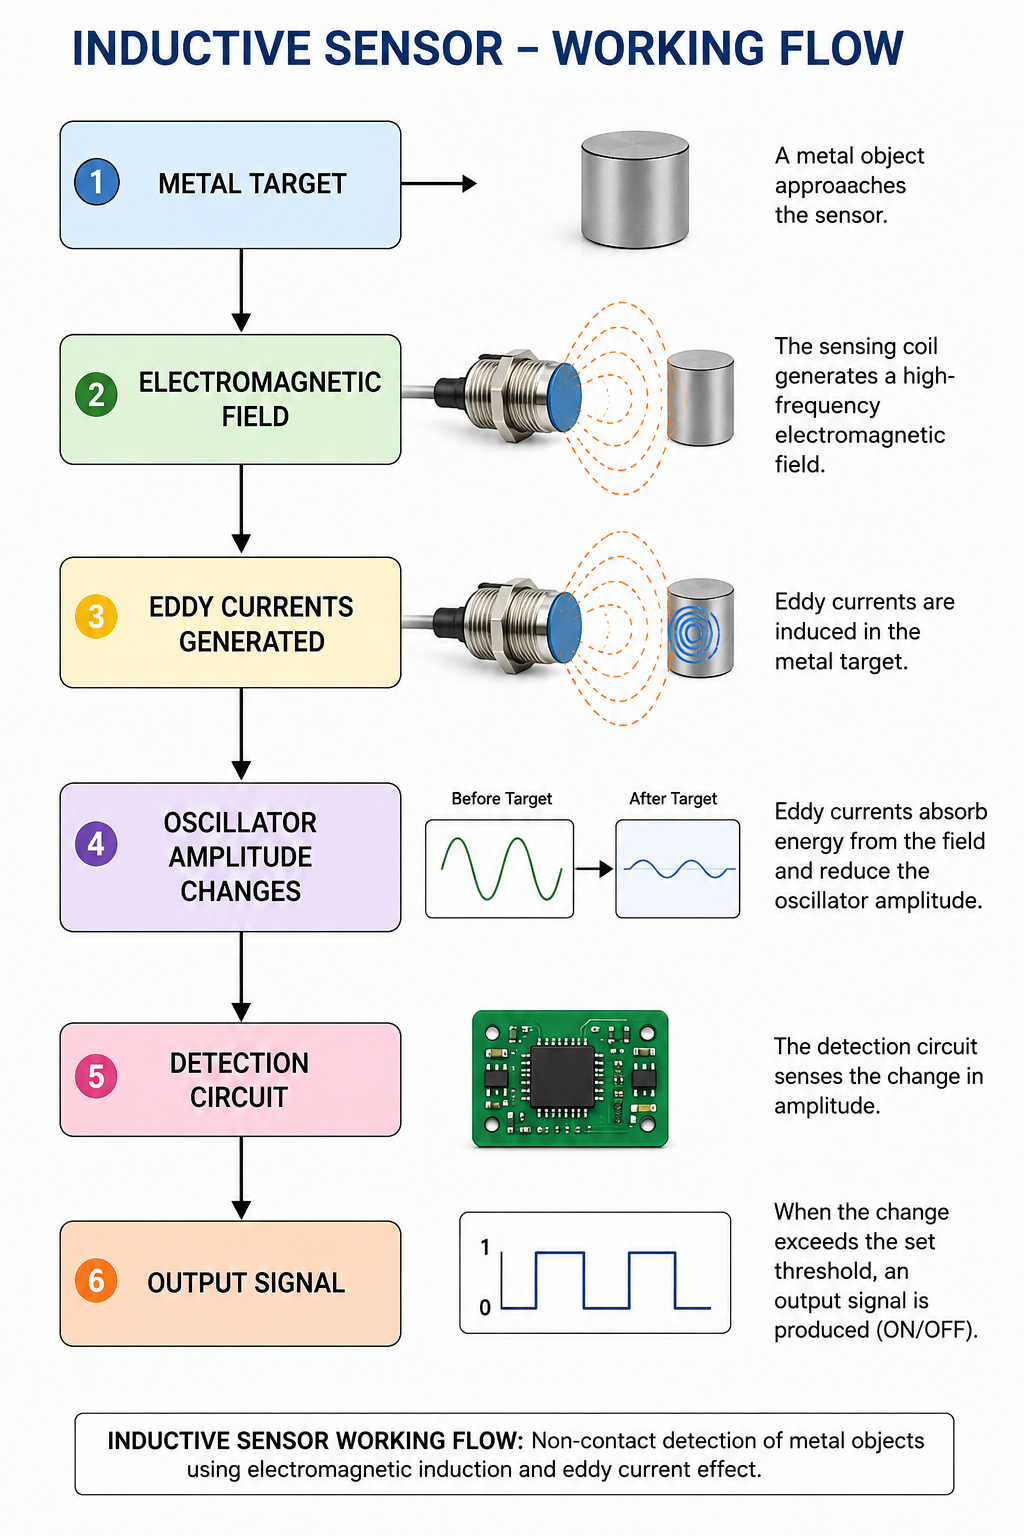 INDUCTIVE SENSOR – WORKING FLOW
1
METAL TARGET
A metal object
approaaches
the sensor.
2
ELECTROMAGNETIC
FIELD
The sensing coil
generates a high-
frequency
electromagnetic
field.
3
EDDY CURRENTS
GENERATED
Eddy currents are
induced in the
metal target.
4
OSCILLATOR
AMPLITUDE
CHANGES
Before Target
After Target
Eddy currents absorb
energy from the field
and reduce the
oscillator amplitude.
5
DETECTION
CIRCUIT
The detection circuit
senses the change in
amplitude.
6
OUTPUT SIGNAL
1
0
When the change
exceeds the set
threshold, an
output signal is
produced (ON/OFF).
INDUCTIVE SENSOR WORKING FLOW: Non-contact detection of metal objects
using electromagnetic induction and eddy current effect.